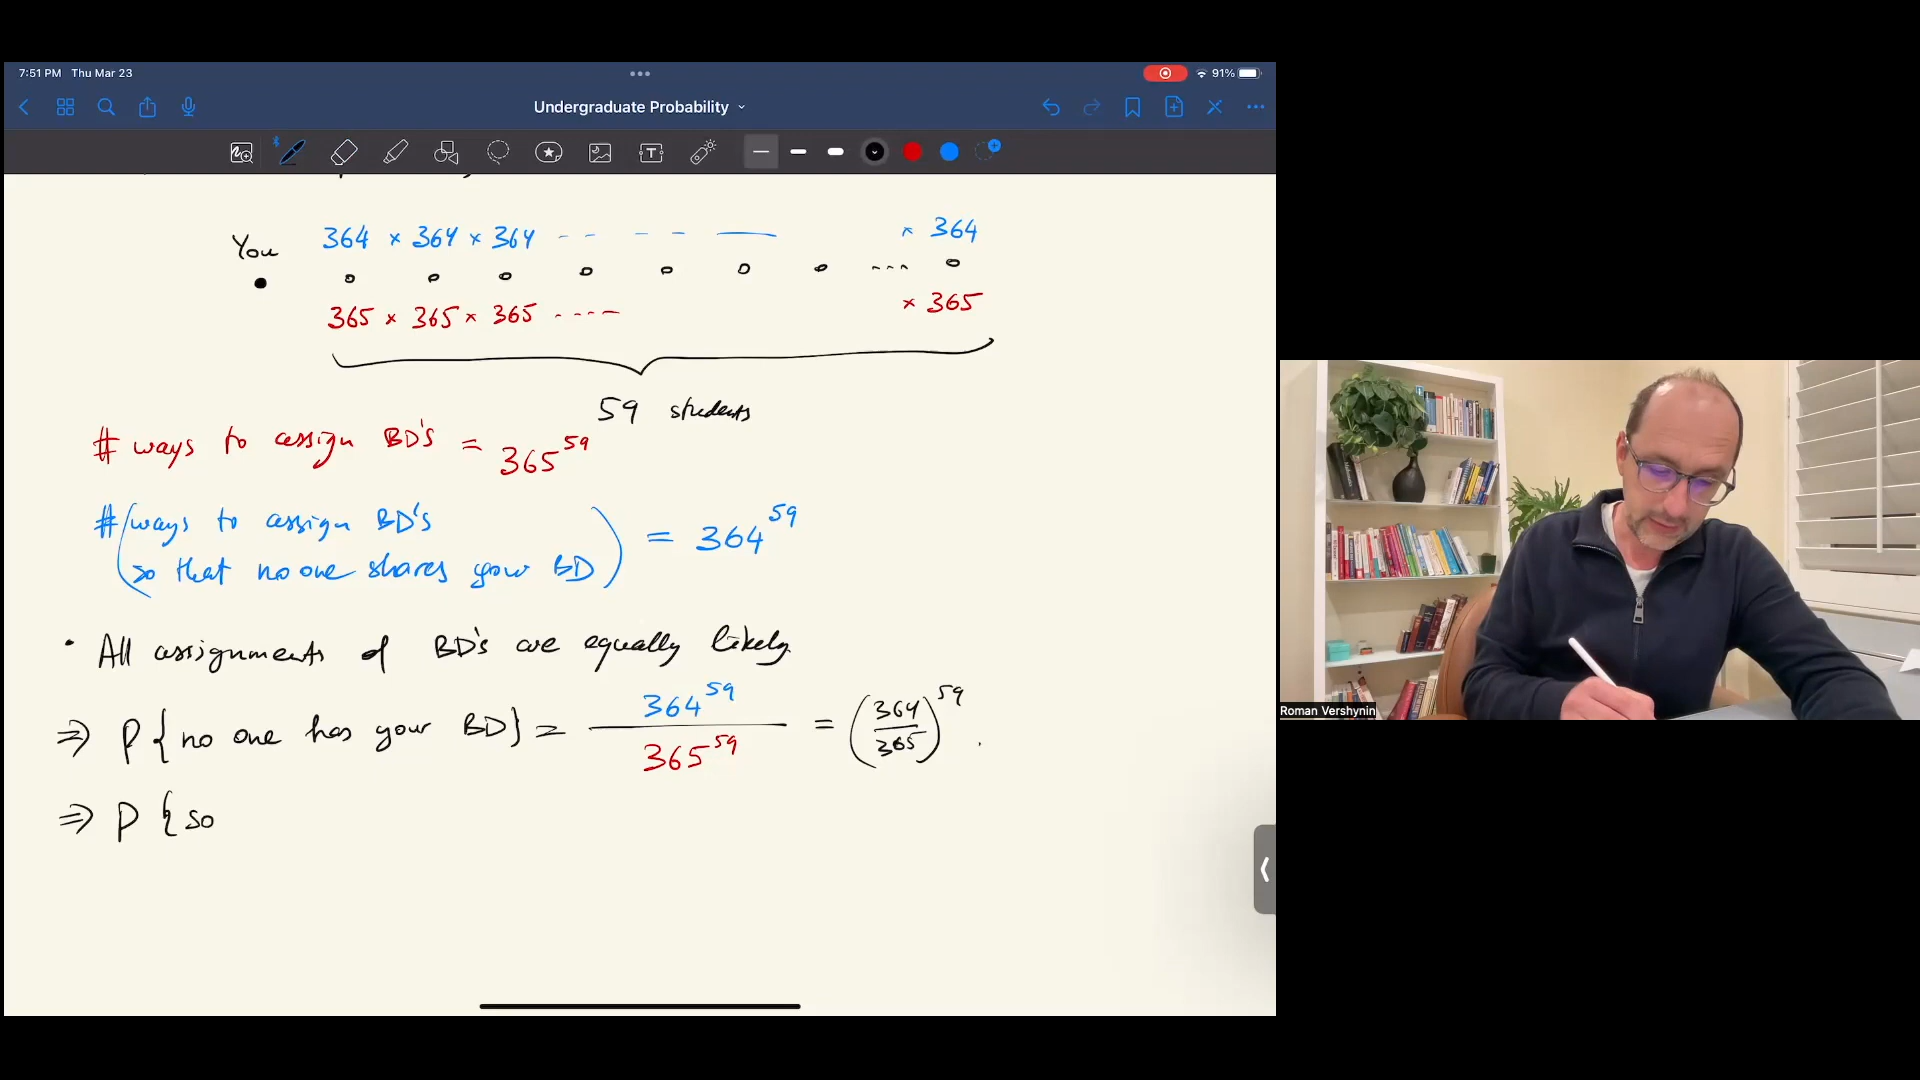 7:51 PM Thu Mar 23
91%
Undergraduate Probability
You 364 × 364 × 364 -- -- — × 364
365 × 365 × 365 ---- × 365
59 students
# ways to assign BD's = 365^59
# (ways to assign BD's
so that no one shares your BD) = 364^59
• All assignments of BD's are equally likely.
⇒ P{no one has your BD} = 364^59 / 365^59 = (364/365)^59.
⇒ P {so
Roman Vershynin